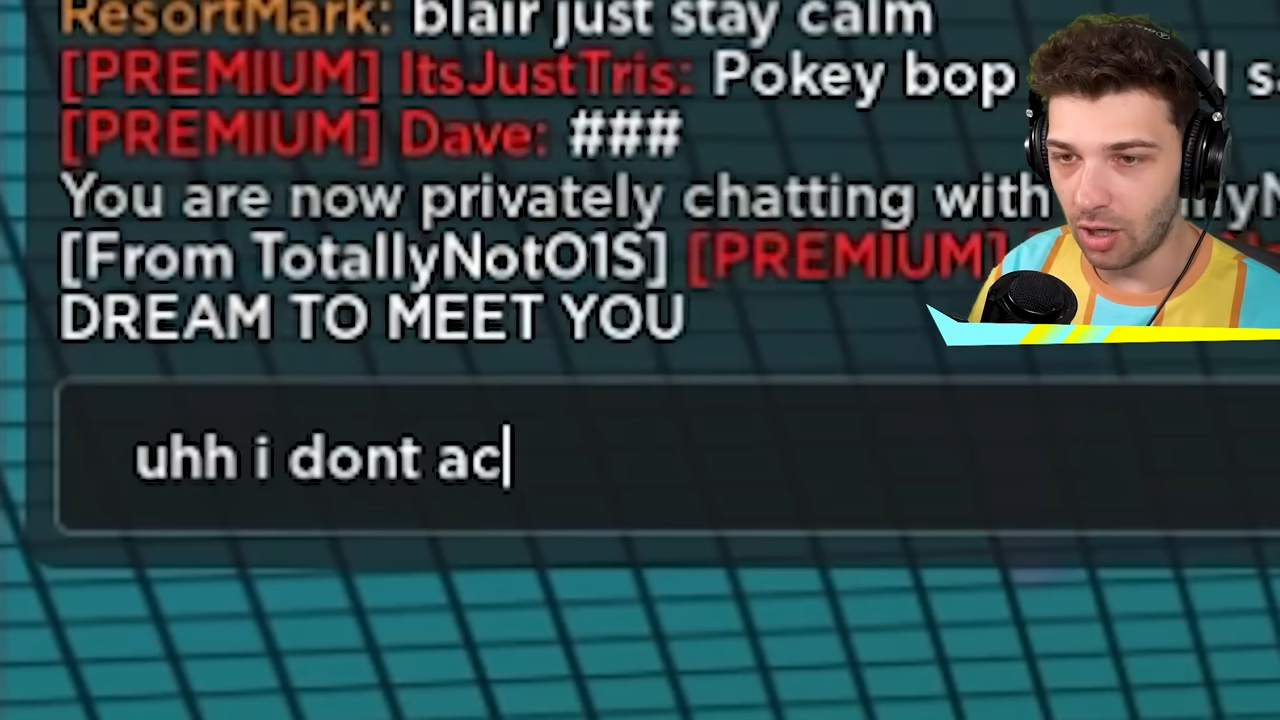 ResortMark: blair just stay calm
[PREMIUM] ItsJustTris: Pokey bop
[PREMIUM] Dave: ###
You are now privately chatting with
[From TotallyNot01S] [PREMIUM]
DREAM TO MEET YOU
uhh i dont ac